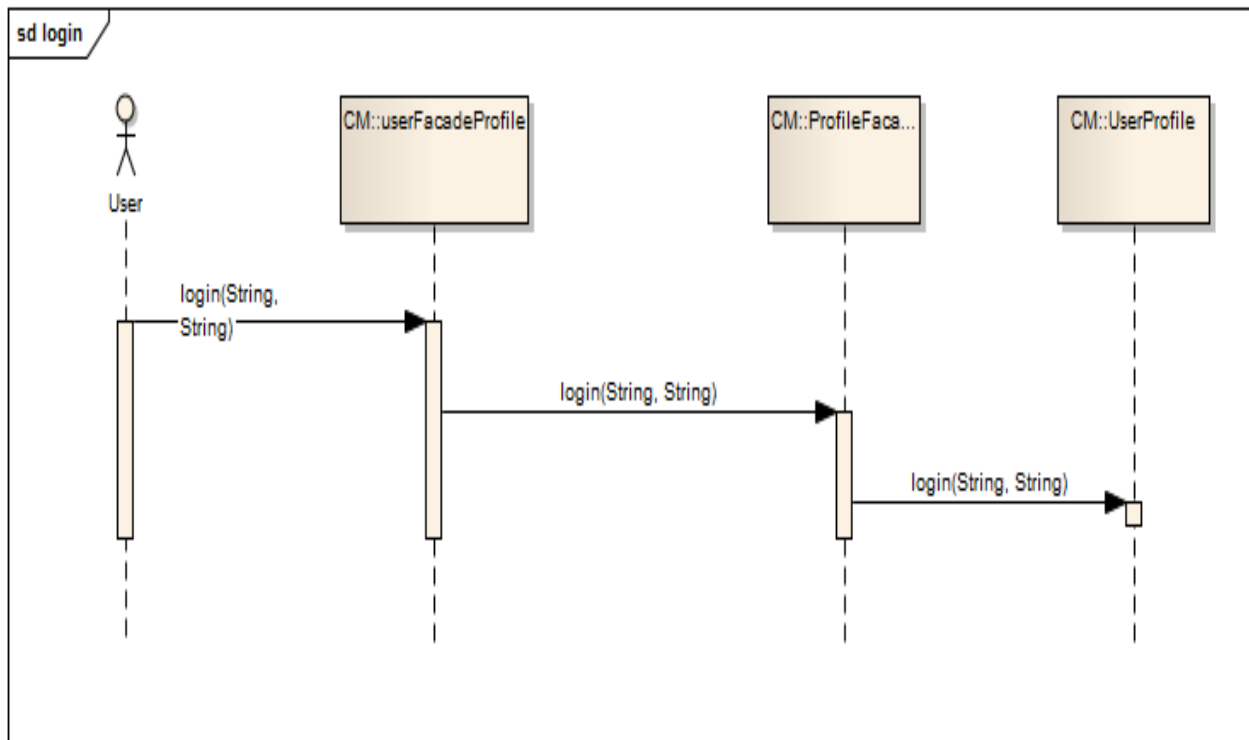 sd login
CM::userFacadeProfile
CM::ProfileFaca...
CM::UserProfile
User
login(String,
String)
login(String, String)
login(String, String)